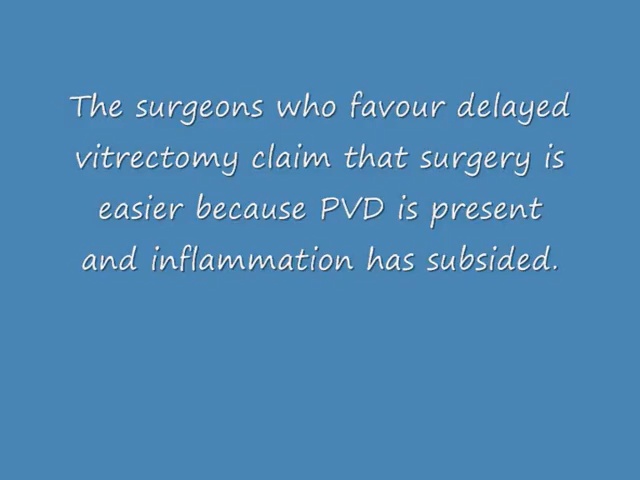 The surgeons who favour delayed
vitrectomy claim that surgery is
easier because PVD is present
and inflammation has subsided.